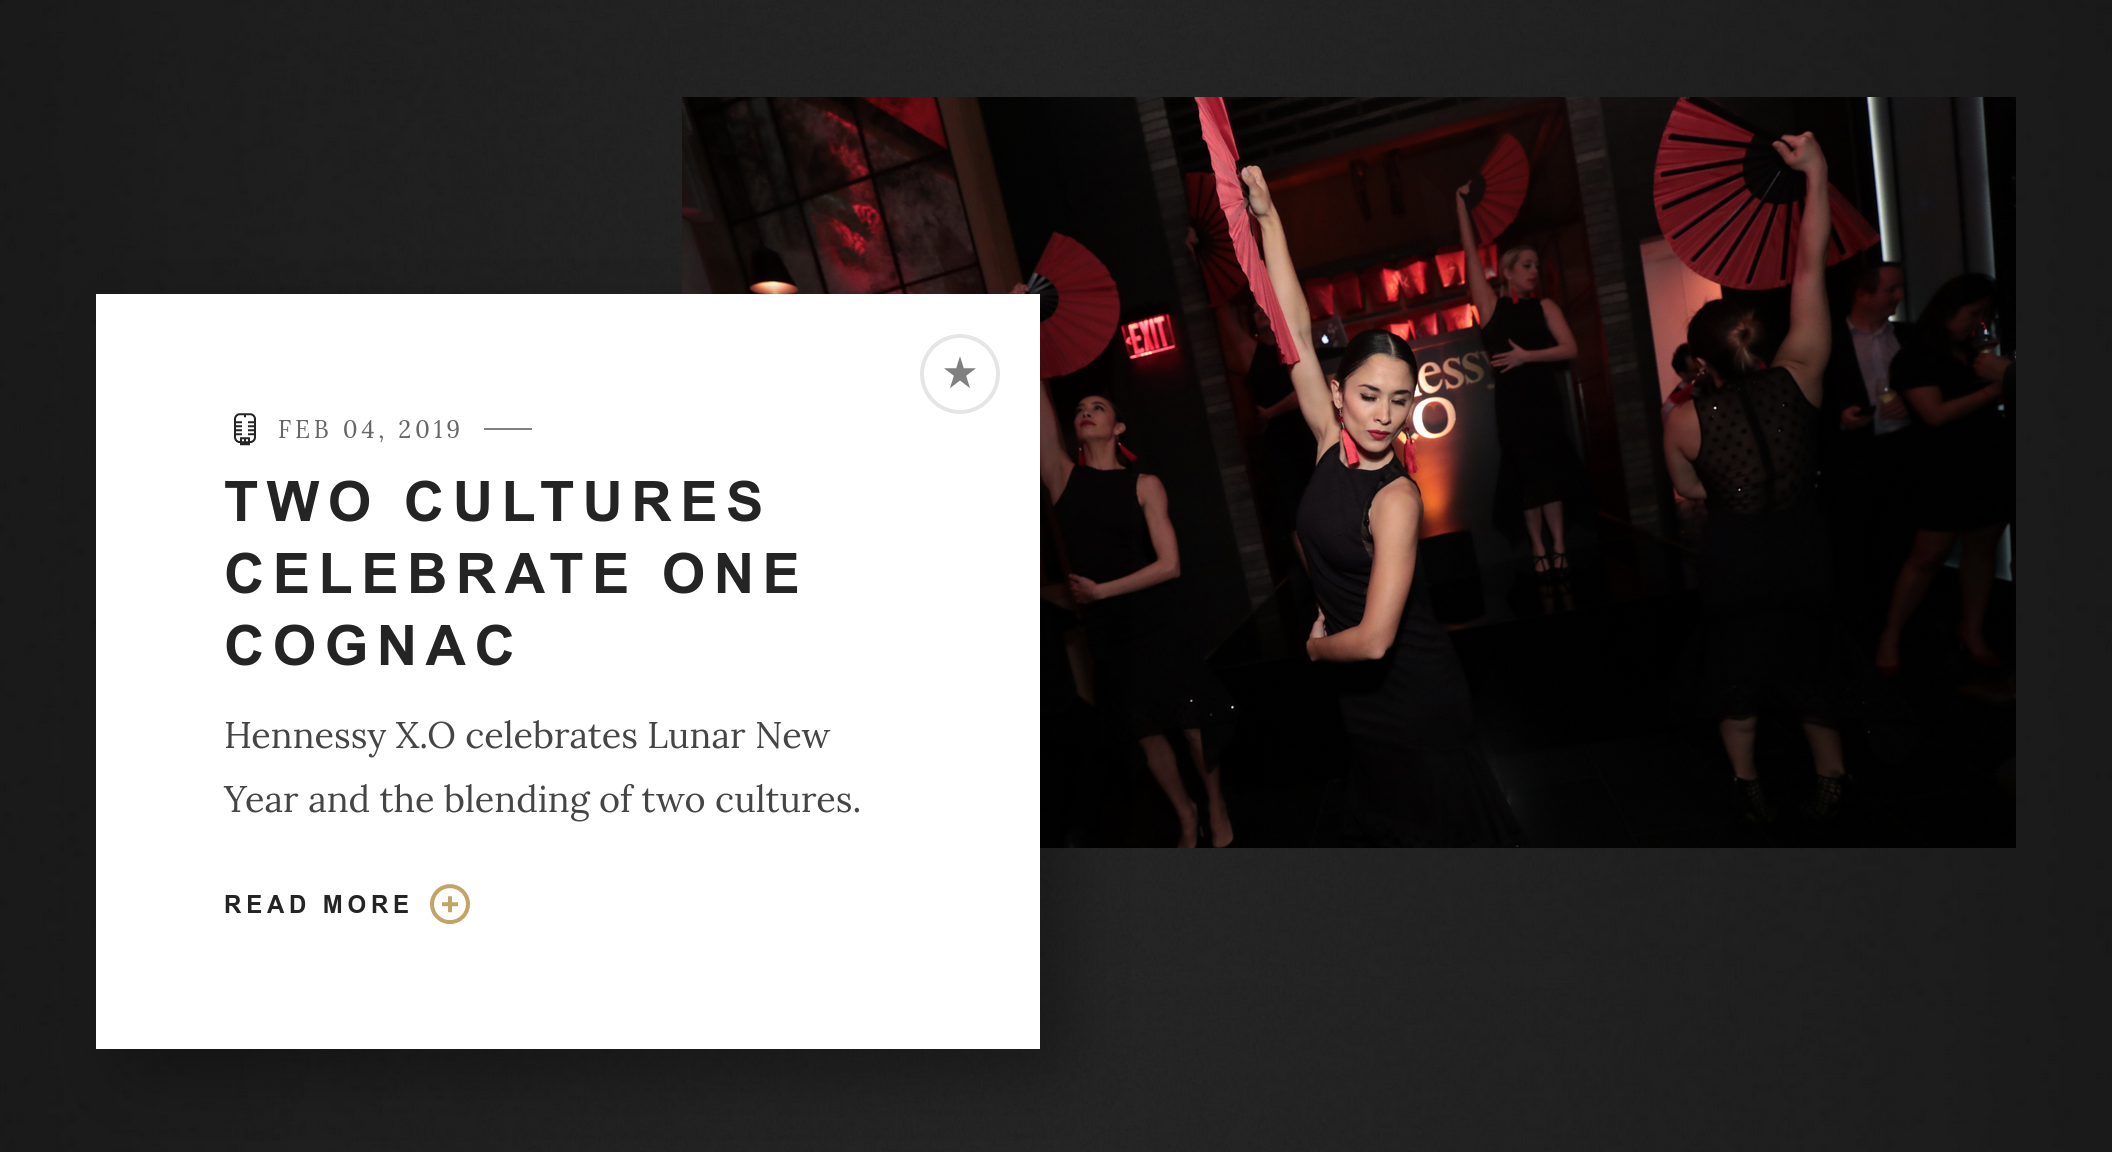 FEB 04, 2019
TWO CULTURES
CELEBRATE ONE
COGNAC
Hennessy X.O celebrates Lunar New
Year and the blending of two cultures.
READ MORE
EXIT
essy
XO